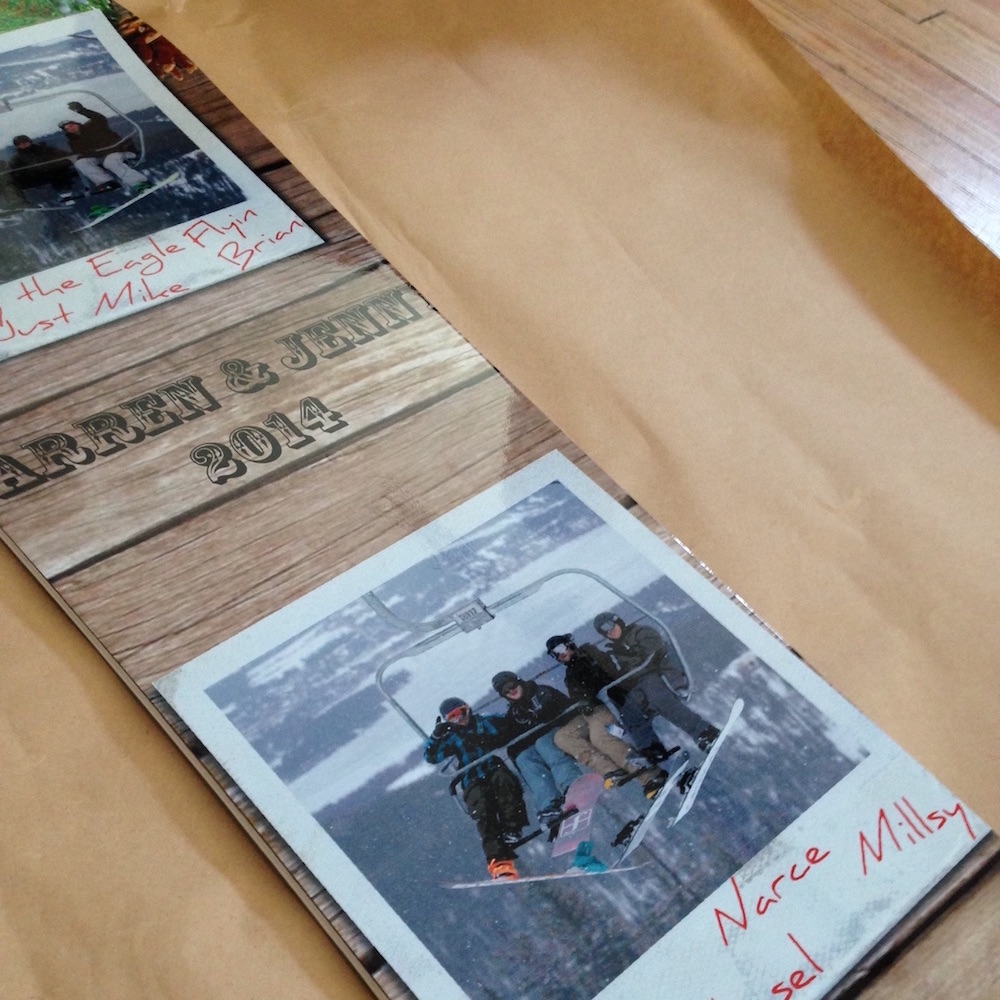 the Eagle Flyin
Brian
Just Mike
ARREN & JENN
2014
Narce Millsy
sel